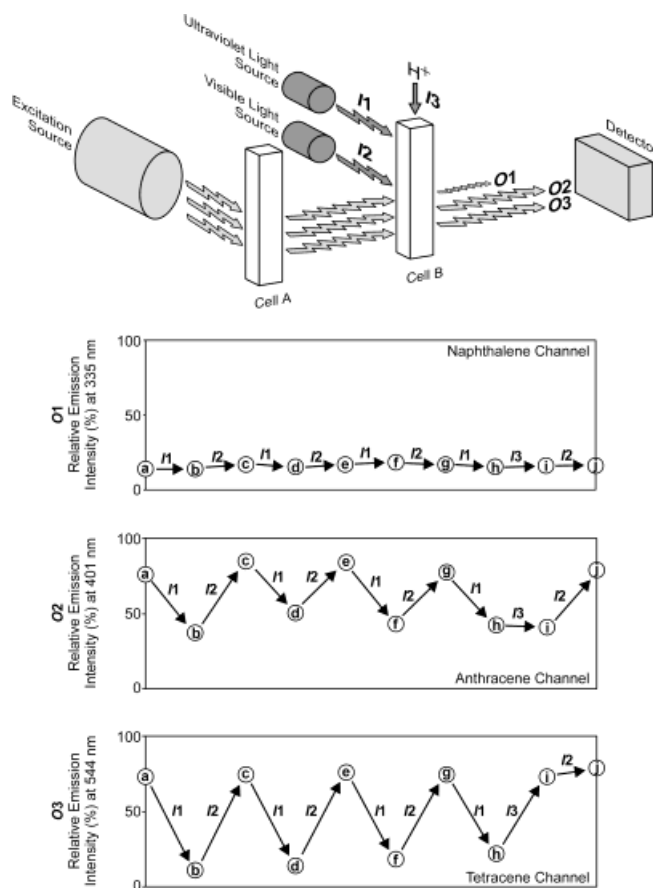 Ultraviolet Light
Source
Visible Light
Source
Excitation
Source
I1
I2
H+
I3
Detector
O1
O2
O3
Cell A
Cell B
O1
Relative Emission
Intensity (%) at 335 nm
100
50
0
Naphthalene Channel
a I1 b I2 c I1 d I2 e I1 f I2 g I1 h I3 i I2 j
O2
Relative Emission
Intensity (%) at 401 nm
100
50
0
a I1 b I2 c I1 d I2 e I1 f I2 g I1 h I3 i I2 j
Anthracene Channel
O3
Relative Emission
Intensity (%) at 544 nm
100
50
0
a I1 b I2 c I1 d I2 e I1 f I2 g I1 h I3 i I2 j
Tetracene Channel